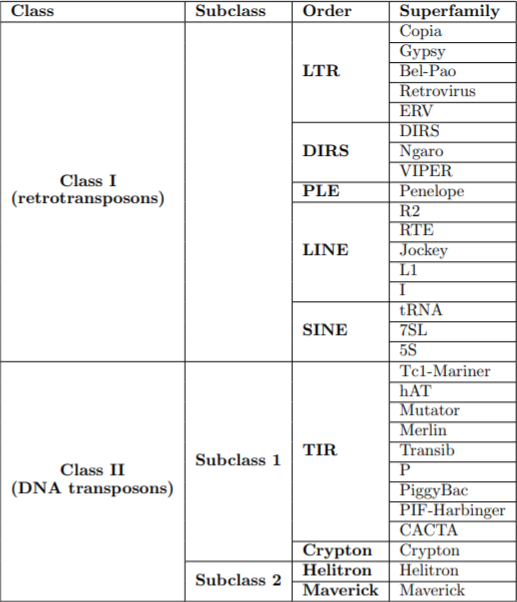 Class Subclass Order Superfamily
Class I
(retrotransposons)
LTR
Copia
Gypsy
Bel-Pao
Retrovirus
ERV
DIRS
DIRS
Ngaro
VIPER
PLE
Penelope
LINE
R2
RTE
Jockey
L1
I
SINE
tRNA
7SL
5S
Class II
(DNA transposons)
Subclass 1
TIR
Tc1-Mariner
hAT
Mutator
Merlin
Transib
P
PiggyBac
PIF-Harbinger
CACTA
Crypton
Crypton
Subclass 2
Helitron
Helitron
Maverick
Maverick